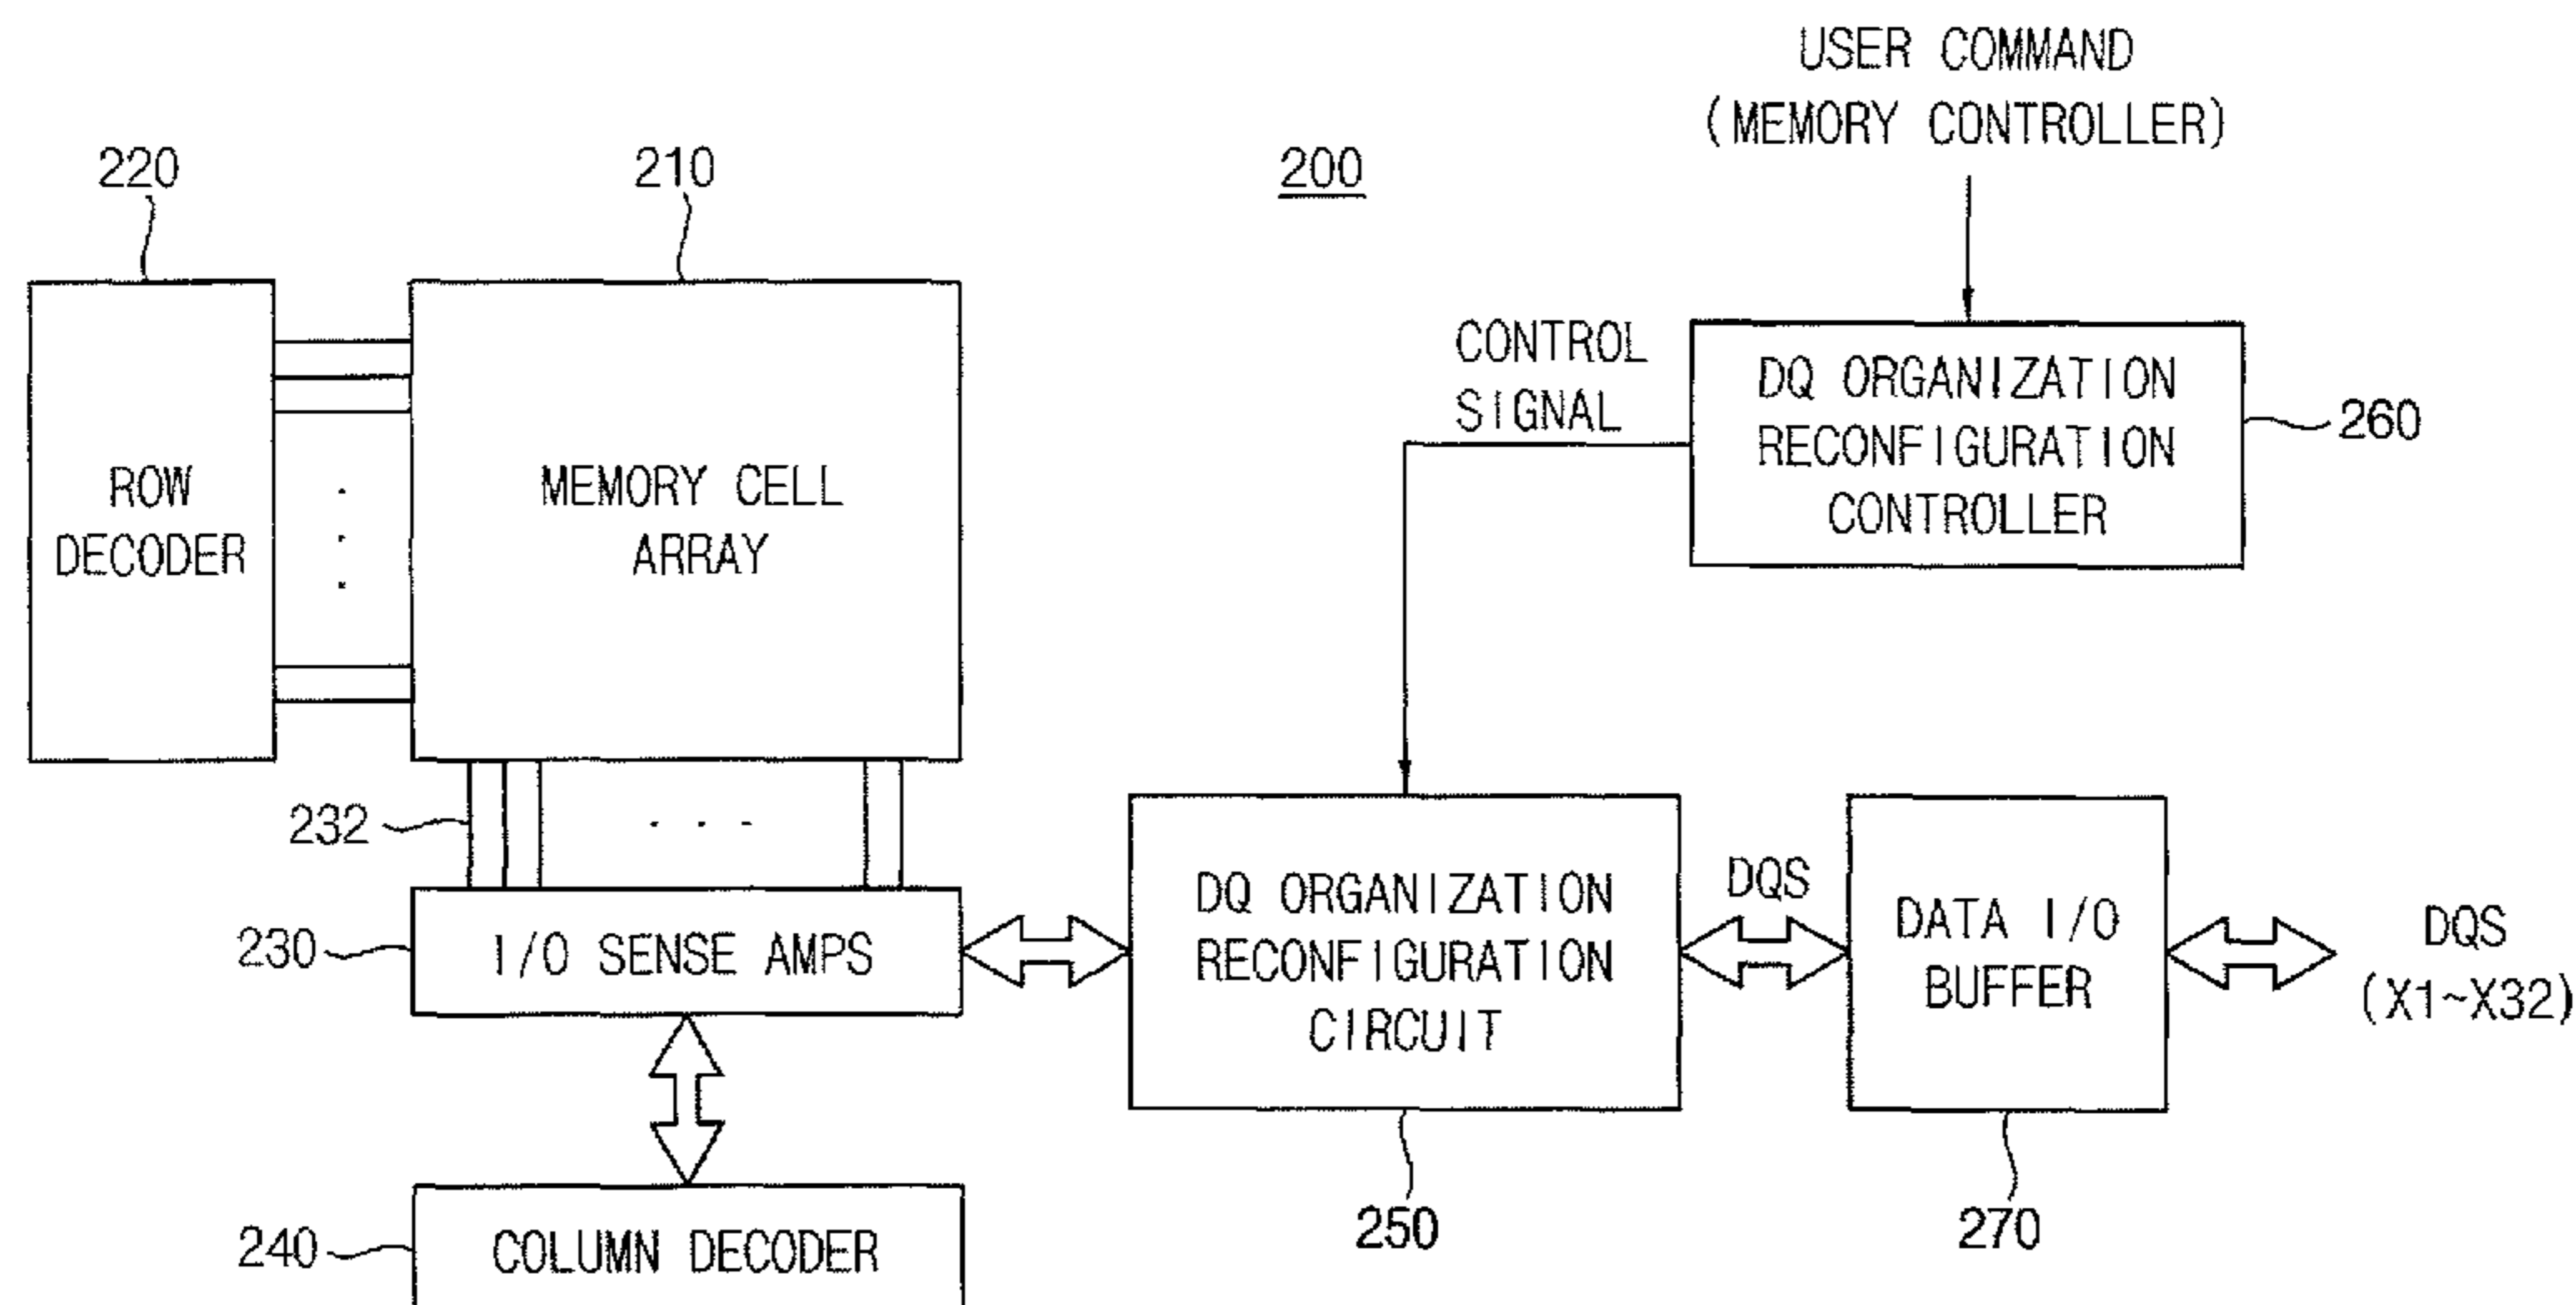 USER COMMAND
(MEMORY CONTROLLER)
220
210
200
CONTROL
SIGNAL
DQ ORGANIZATION
RECONFIGURATION
CONTROLLER
260
ROW
DECODER
MEMORY CELL
ARRAY
232
230
I/O SENSE AMPS
DQ ORGANIZATION
RECONFIGURATION
CIRCUIT
DQS
DATA I/O
BUFFER
DQS
(X1~X32)
240
COLUMN DECODER
250
270